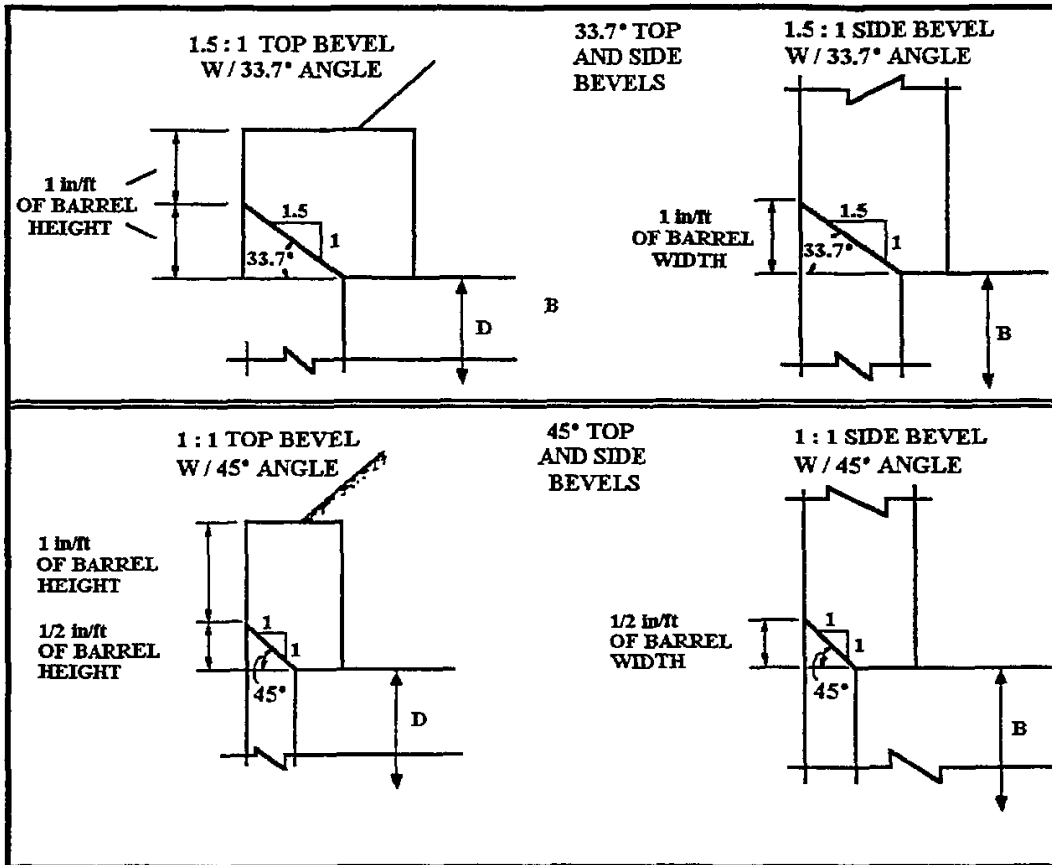 1.5 : 1 TOP BEVEL
W / 33.7° ANGLE
33.7° TOP
AND SIDE
BEVELS
1.5 : 1 SIDE BEVEL
W / 33.7° ANGLE
1 in/ft
OF BARREL
HEIGHT
1.5
1
33.7°
D
B
1 in/ft
OF BARREL
WIDTH
1.5
1
33.7°
B
1 : 1 TOP BEVEL
W / 45° ANGLE
45° TOP
AND SIDE
BEVELS
1 : 1 SIDE BEVEL
W / 45° ANGLE
1 in/ft
OF BARREL
HEIGHT
1/2 in/ft
OF BARREL
HEIGHT
1
1
45°
D
1/2 in/ft
OF BARREL
WIDTH
1
1
45°
B